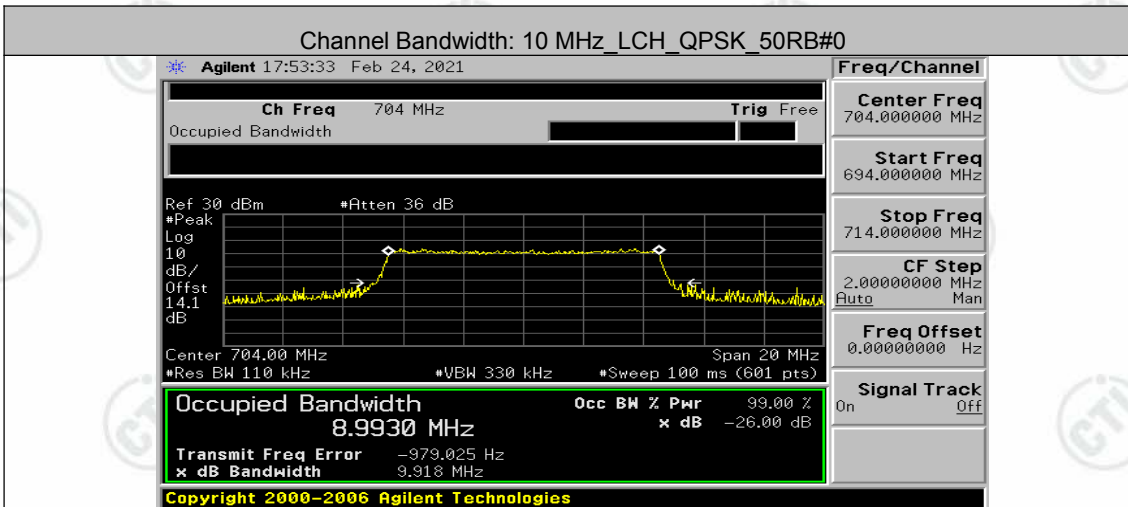 Channel Bandwidth: 10 MHz_LCH_QPSK_50RB#0
Agilent 17:53:33 Feb 24, 2021
Freq/Channel
Ch Freq 704 MHz Trig Free
Occupied Bandwidth
Center Freq
704.000000 MHz
Start Freq
694.000000 MHz
Stop Freq
714.000000 MHz
CF Step
2.00000000 MHz
Auto Man
Freq Offset
0.00000000 Hz
Signal Track
On Off
Ref 30 dBm #Atten 36 dB
#Peak
Log
10
dB/
Offst
14.1
dB
Center 704.00 MHz Span 20 MHz
#Res BW 110 kHz #VBW 330 kHz #Sweep 100 ms (601 pts)
Occupied Bandwidth Occ BW % Pwr 99.00 %
8.9930 MHz x dB -26.00 dB
Transmit Freq Error -979.025 Hz
x dB Bandwidth 9.918 MHz
Copyright 2000-2006 Agilent Technologies
CTI
CTI